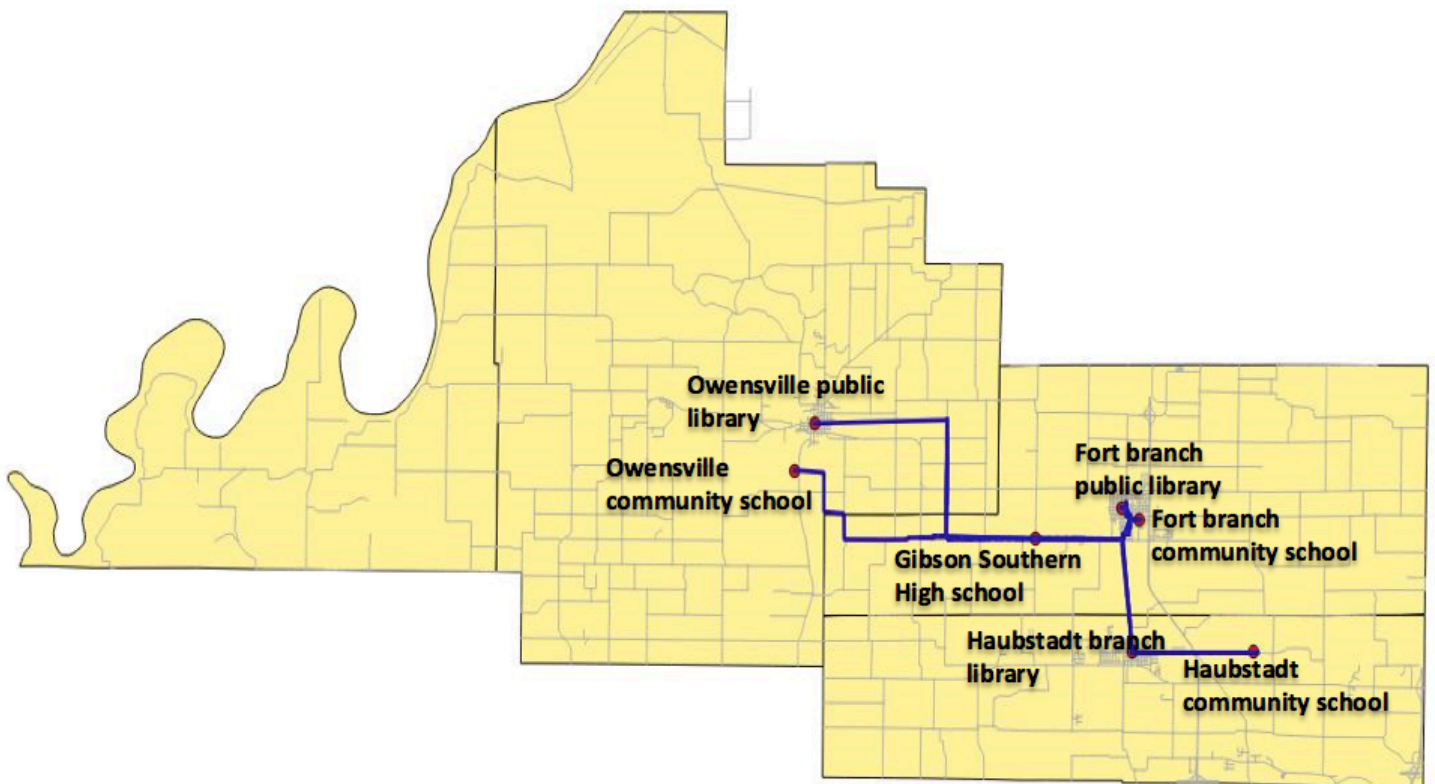 Owensville public
library
Owensville
community school
Fort branch
public library
Fort branch
community school
Gibson Southern
High school
Haubstadt branch
library
Haubstadt
community school